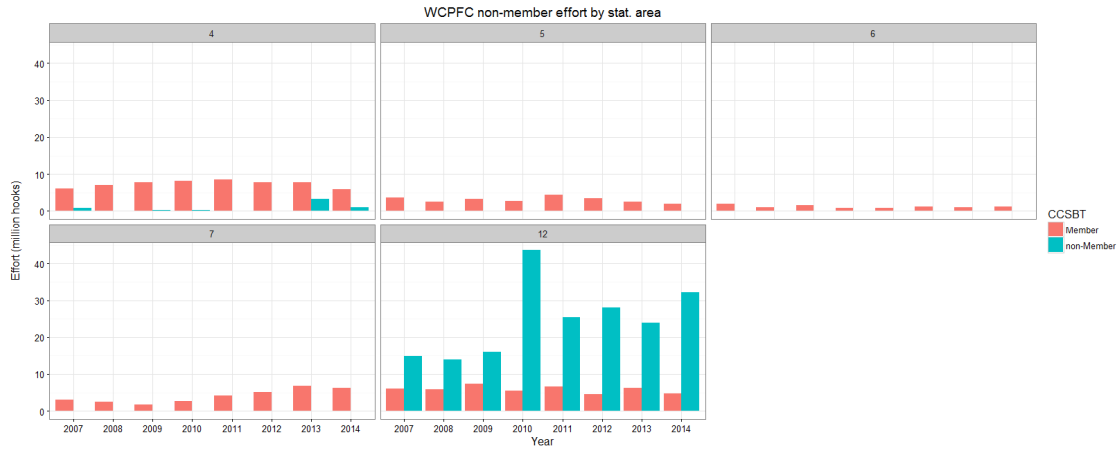 WCPFC non-member effort by stat. area
4
5
6
40
30
20
10
0
7
12
40
30
20
10
0
2007 2008 2009 2010 2011 2012 2013 2014
2007 2008 2009 2010 2011 2012 2013 2014
Year
Effort (million hooks)
CCSBT
Member
non-Member